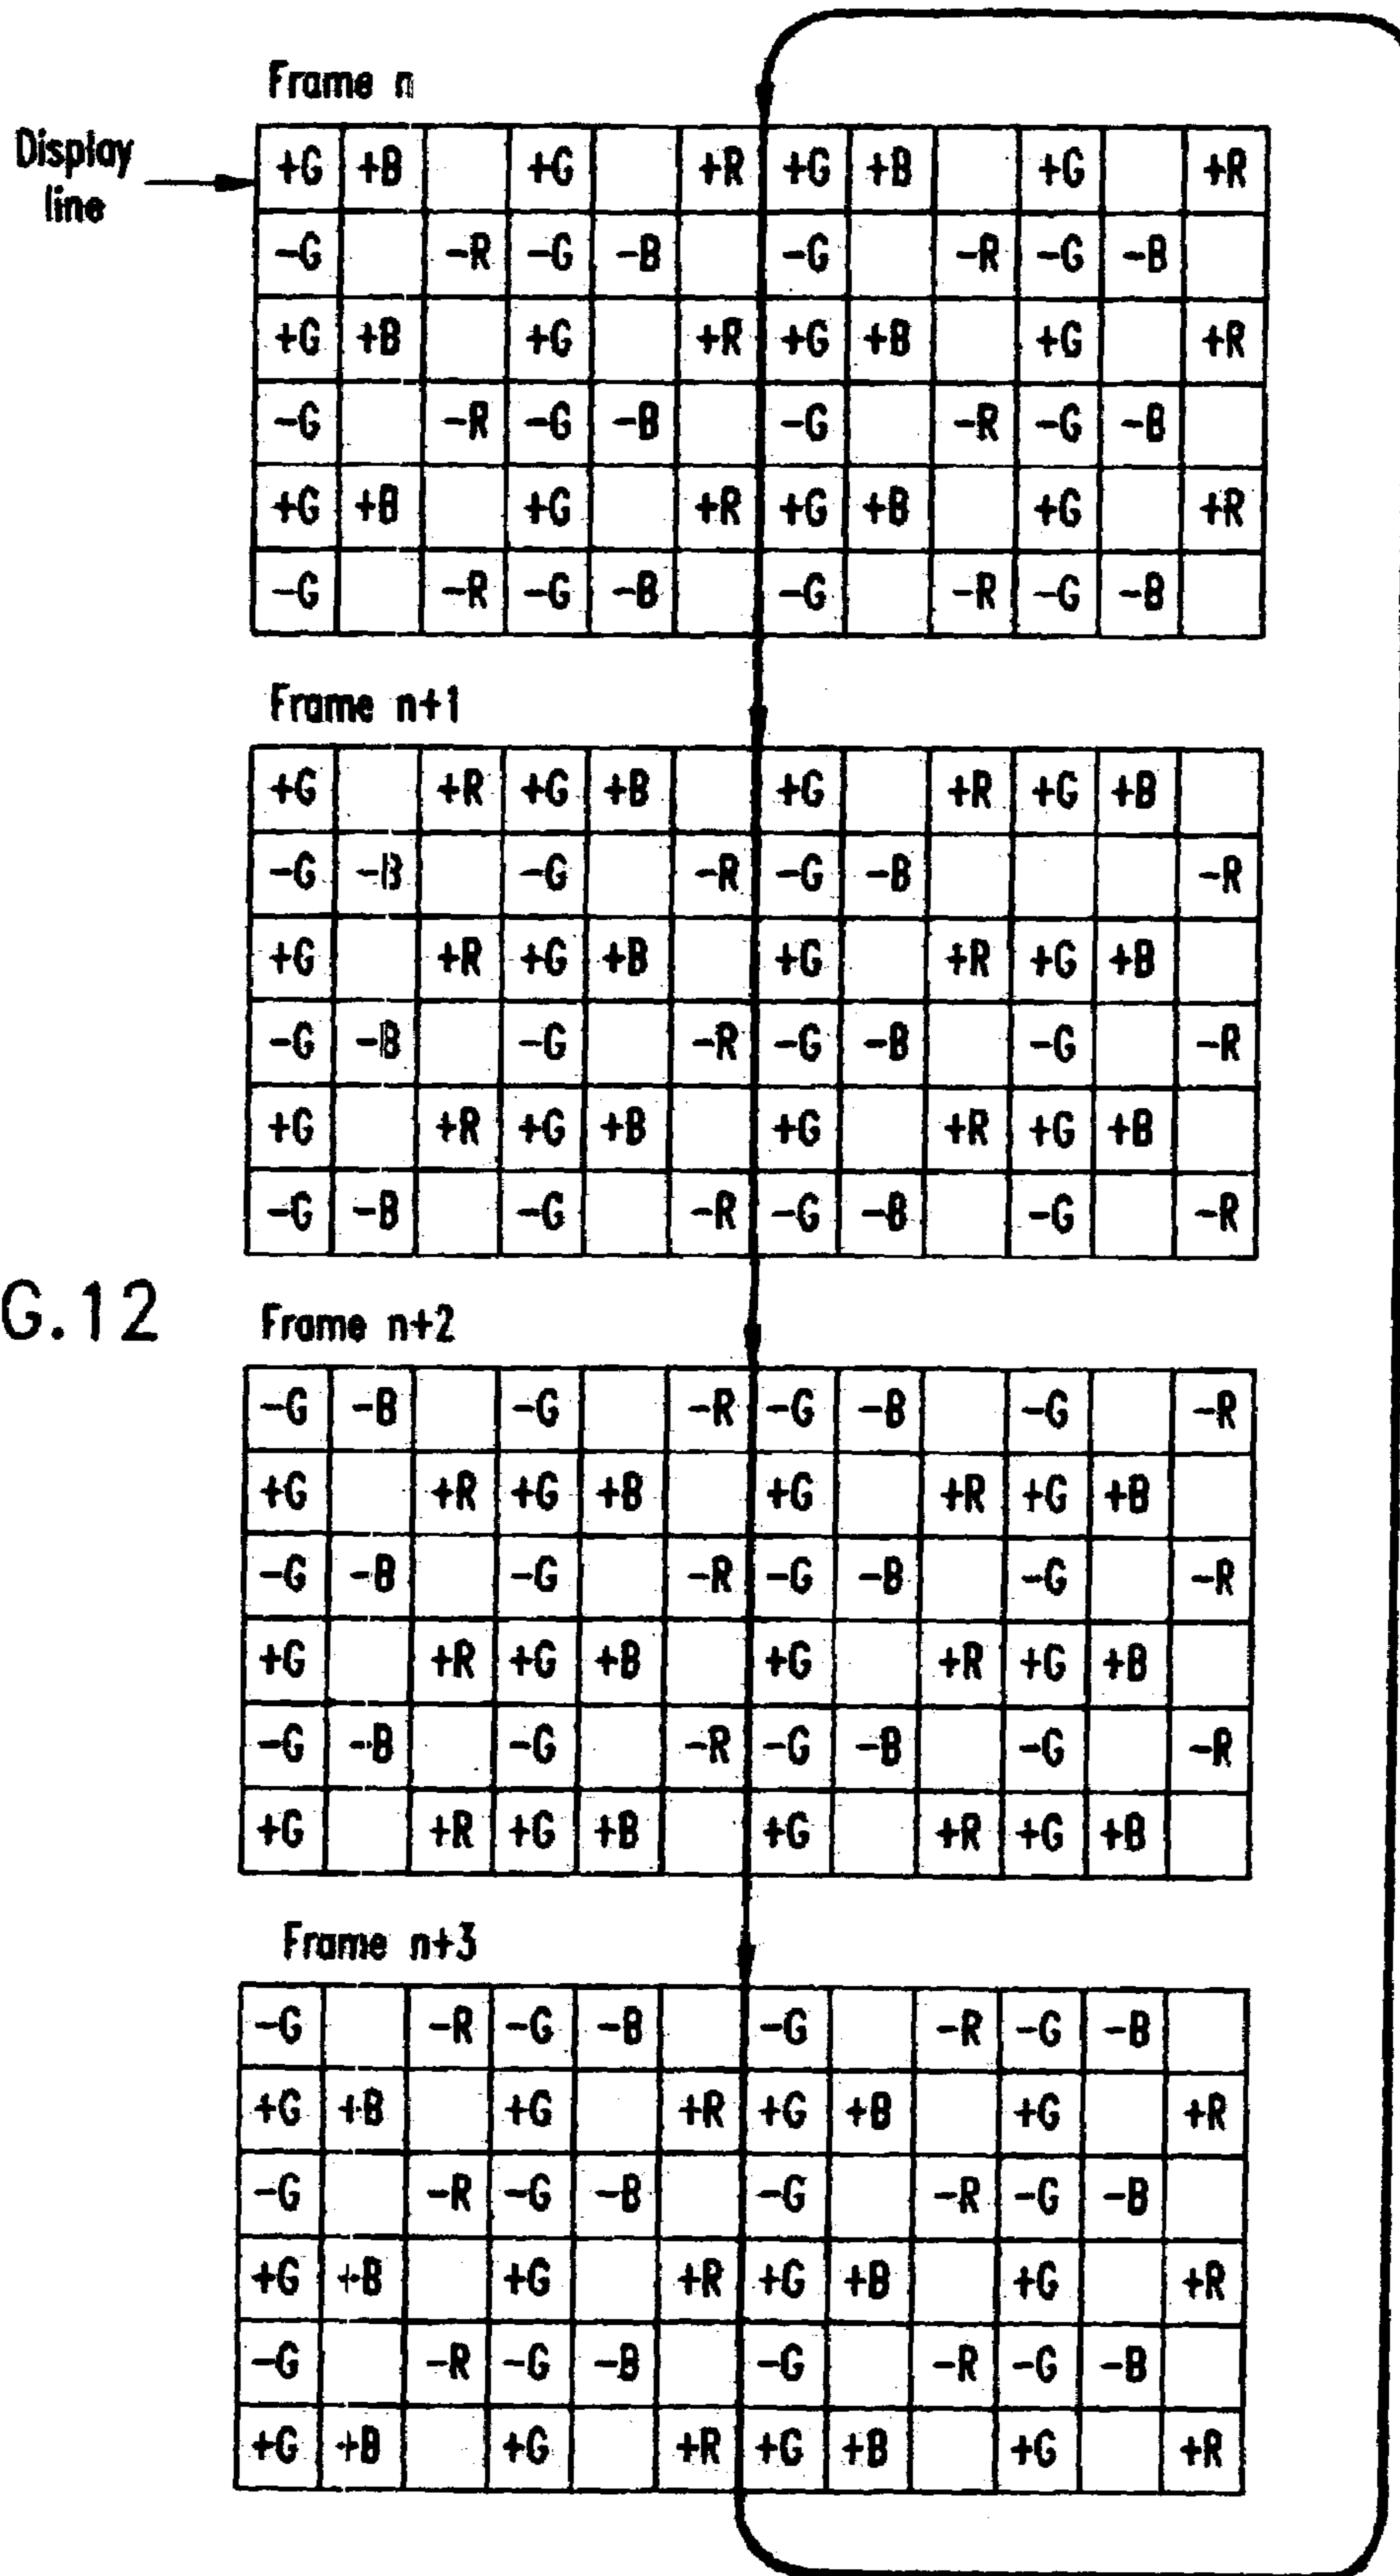 Frame n
Display
line
+G +B +G +R +G +B +G +R
-G -R -G -B -G -R -G -B
+G +B +G +R +G +B +G +R
-G -R -G -B -G -R -G -B
+G +B +G +R +G +B +G +R
-G -R -G -B -G -R -G -B
Frame n+1
+G +R +G +B +G +R +G +B
-G -B -G -R -G -B -R
+G +R +G +B +G +R +G +B
-G -B -G -R -G -B -G -R
+G +R +G +B +G +R +G +B
-G -B -G -R -G -B -G -R
G.12
Frame n+2
-G -B -G -R -G -B -G -R
+G +R +G +B +G +R +G +B
-G -B -G -R -G -B -G -R
+G +R +G +B +G +R +G +B
-G -B -G -R -G -B -G -R
+G +R +G +B +G +R +G +B
Frame n+3
-G -R -G -B -G -R -G -B
+G +B +G +R +G +B +G +R
-G -R -G -B -G -R -G -B
+G +B +G +R +G +B +G +R
-G -R -G -B -G -R -G -B
+G +B +G +R +G +B +G +R